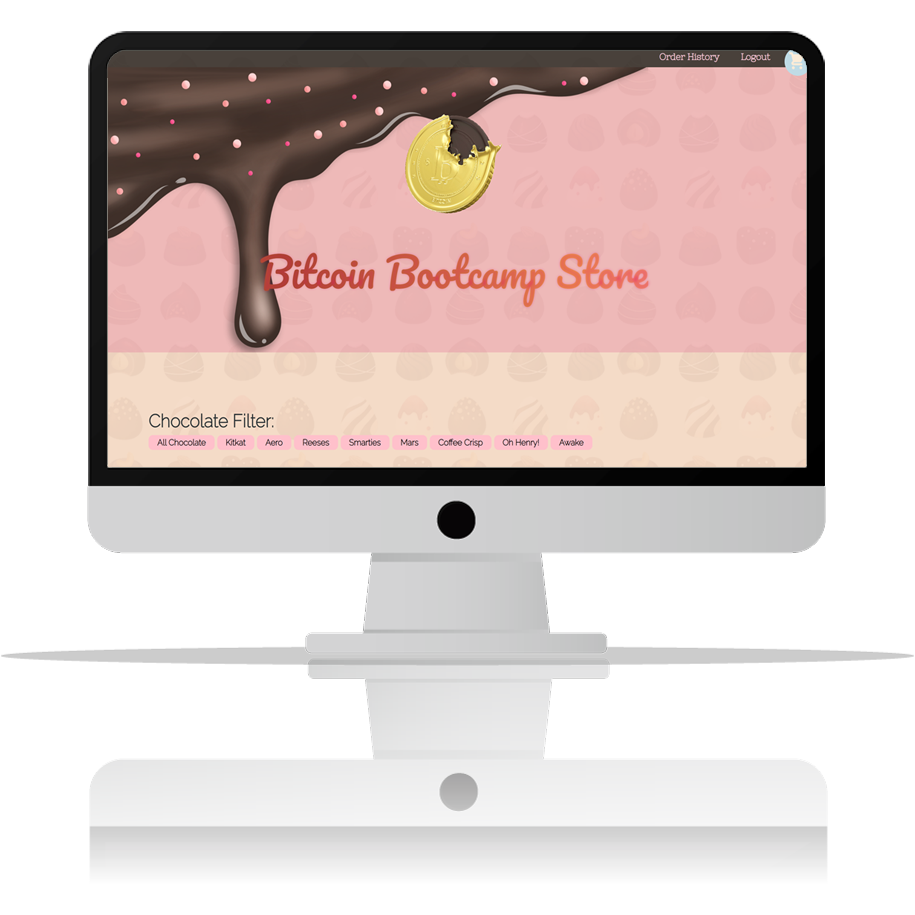 Order History Logout
Bitcoin Bootcamp Store
Chocolate Filter:
All Chocolate Kitkat Aero Reeses Smarties Mars Coffee Crisp Oh Henry! Awake